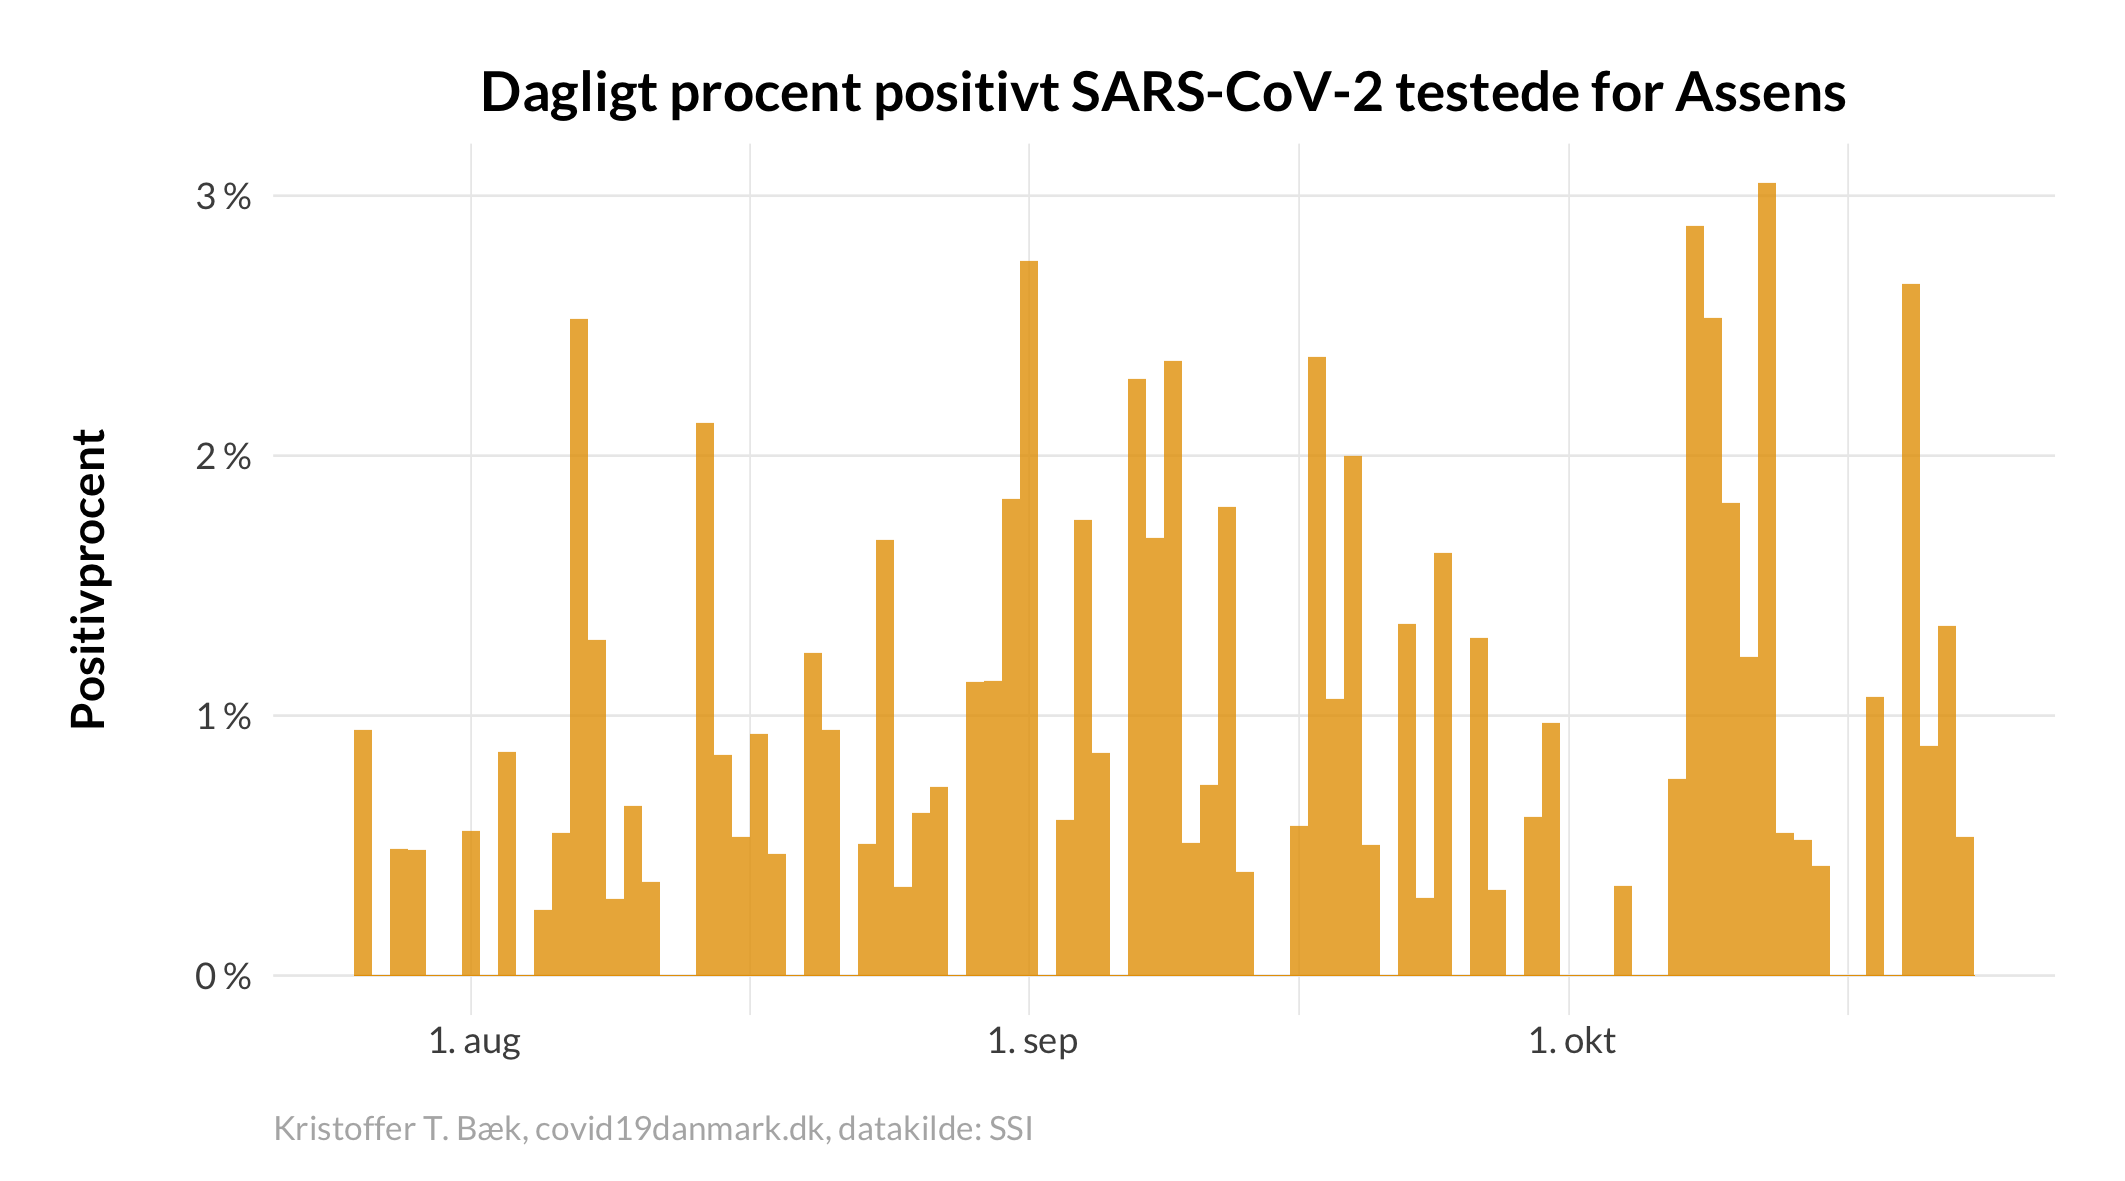 Dagligt procent positivt SARS-CoV-2 testede for Assens
Positivprocent
3 %
2 %
1 %
0 %
1. aug
1. sep
1. okt
Kristoffer T. Bæk, covid19danmark.dk, datakilde: SSI